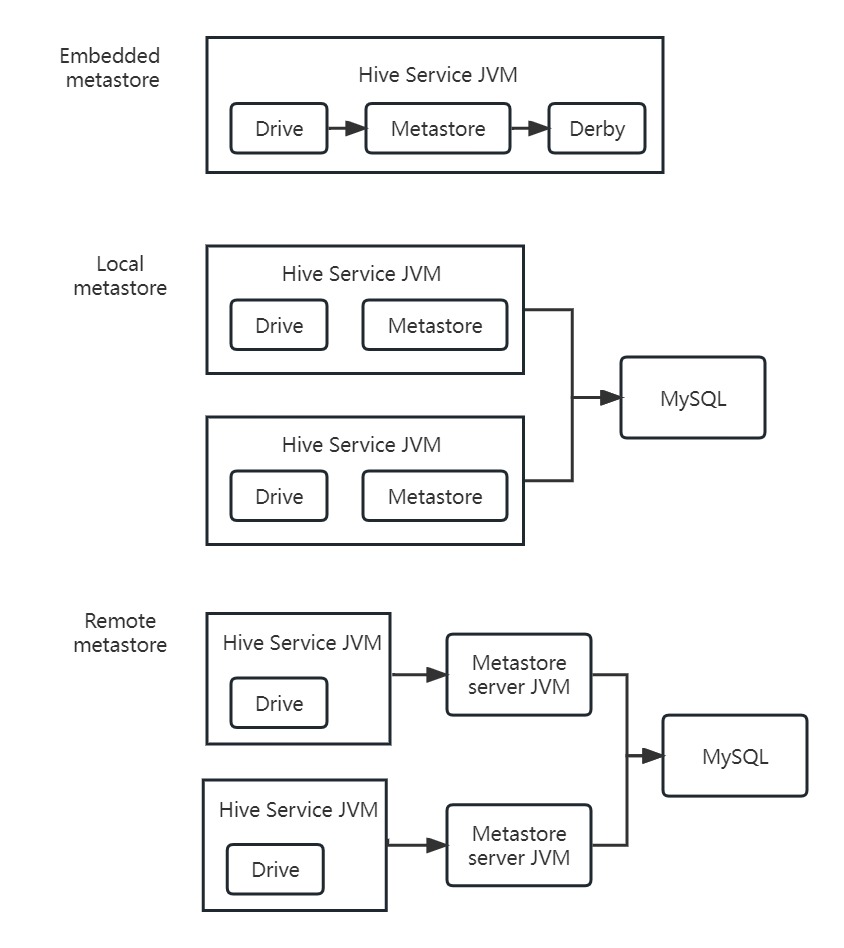 Embedded
metastore
Hive Service JVM
Drive
Metastore
Derby
Local
metastore
Hive Service JVM
Drive
Metastore
MySQL
Hive Service JVM
Drive
Metastore
Remote
metastore
Hive Service JVM
Drive
Metastore
server JVM
MySQL
Hive Service JVM
Drive
Metastore
server JVM